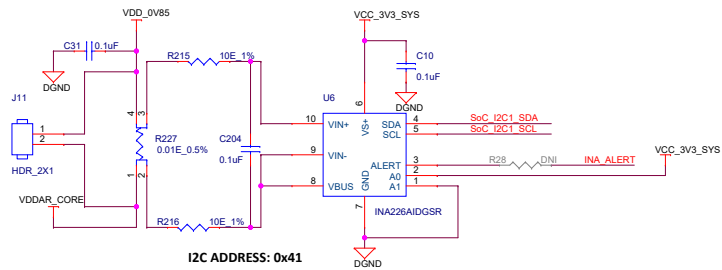 VDD_0V85
VCC_3V3_SYS
C31
0.1uF
DGND
R215
10E_1%
C10
0.1uF
DGND
J11
1
2
HDR_2X1
4
3
R227
0.01E_0.5%
1
2
C204
0.1uF
U6
6
VS+
10
VIN+
9
VIN-
8
VBUS
SDA
4
SoC_I2C1_SDA
SCL
5
SoC_I2C1_SCL
ALERT
3
R28
DNI
INA_ALERT
A0
2
VCC_3V3_SYS
A1
1
GND
7
INA226AIDGSR
VDDAR_CORE
R216
10E_1%
I2C ADDRESS: 0x41
DGND